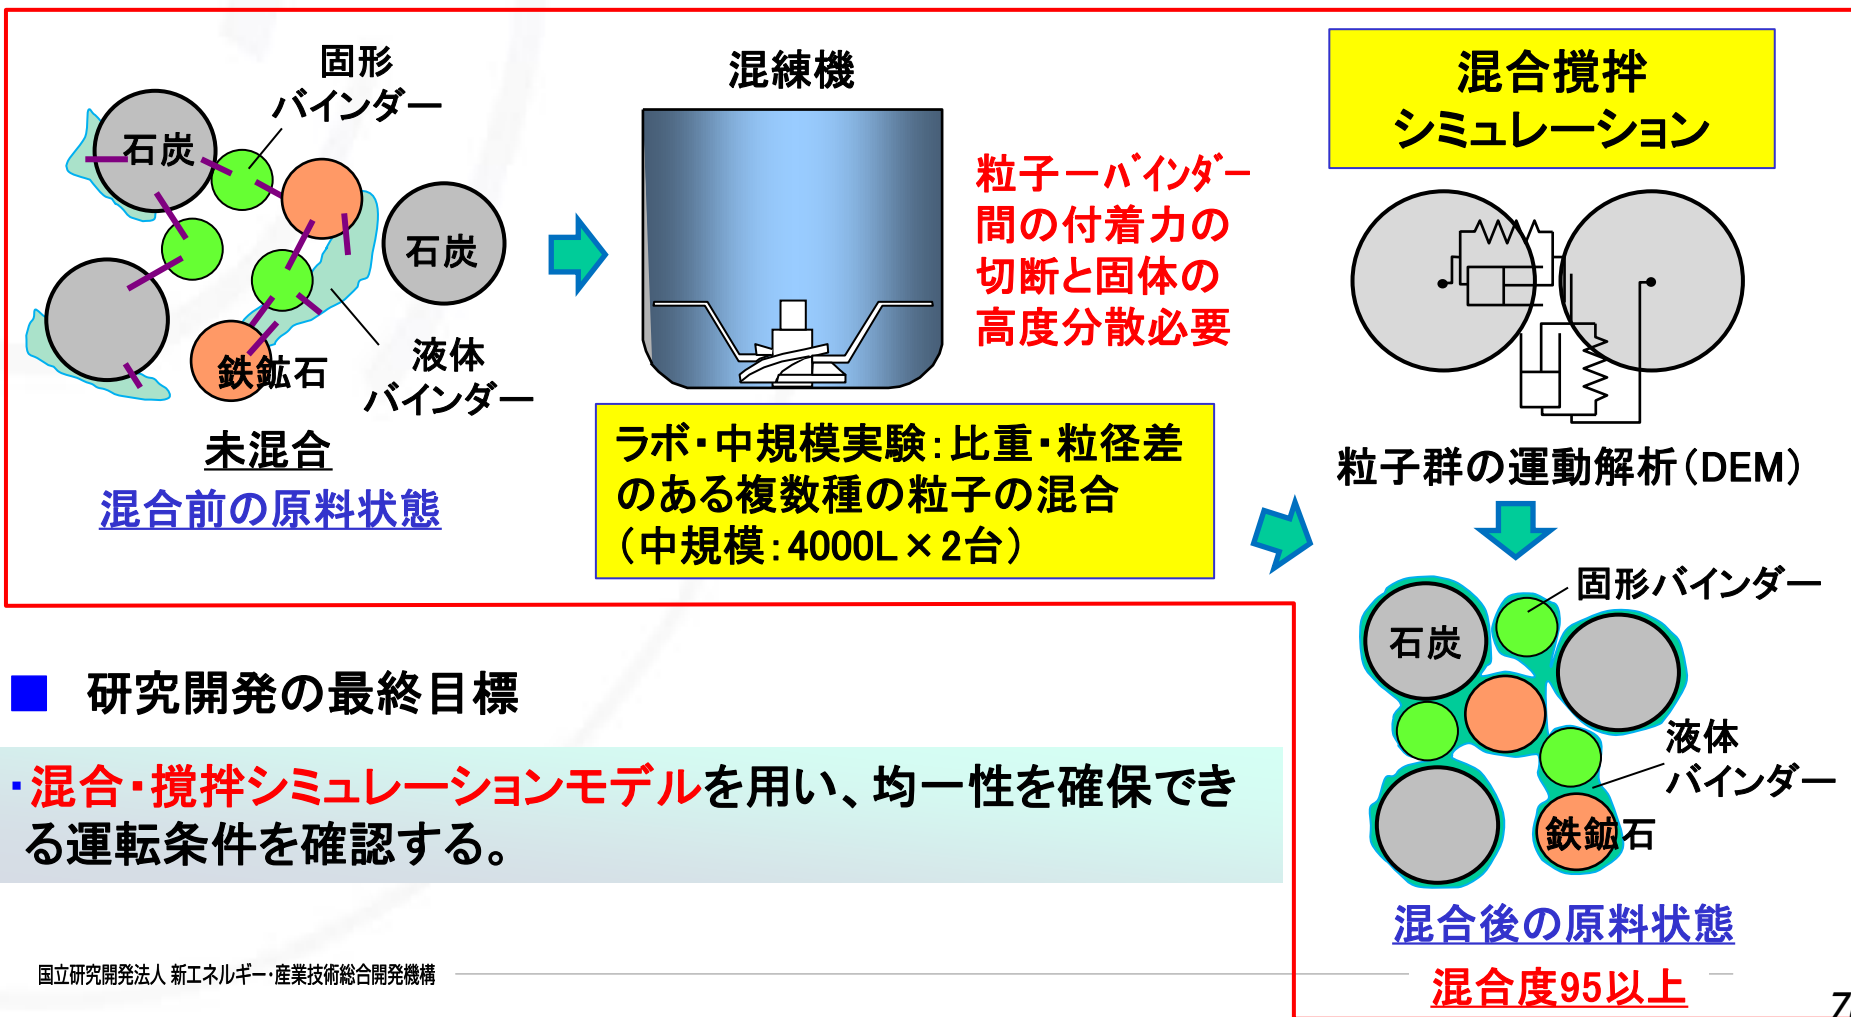 固形
バインダー
石炭
石炭
鉄鉱石
液体
バインダー
未混合
混合前の原料状態
混練機
粒子ーバインダー
間の付着力の
切断と固体の
高度分散必要
ラボ・中規模実験：比重・粒径差
のある複数種の粒子の混合
（中規模：4000L×2台）
混合撹拌
シミュレーション
粒子群の運動解析（DEM）
固形バインダー
石炭
液体
バインダー
鉄鉱石
混合後の原料状態
混合度95以上
■ 研究開発の最終目標
・混合・撹拌シミュレーションモデルを用い、均一性を確保でき
る運転条件を確認する。
国立研究開発法人 新エネルギー・産業技術総合開発機構